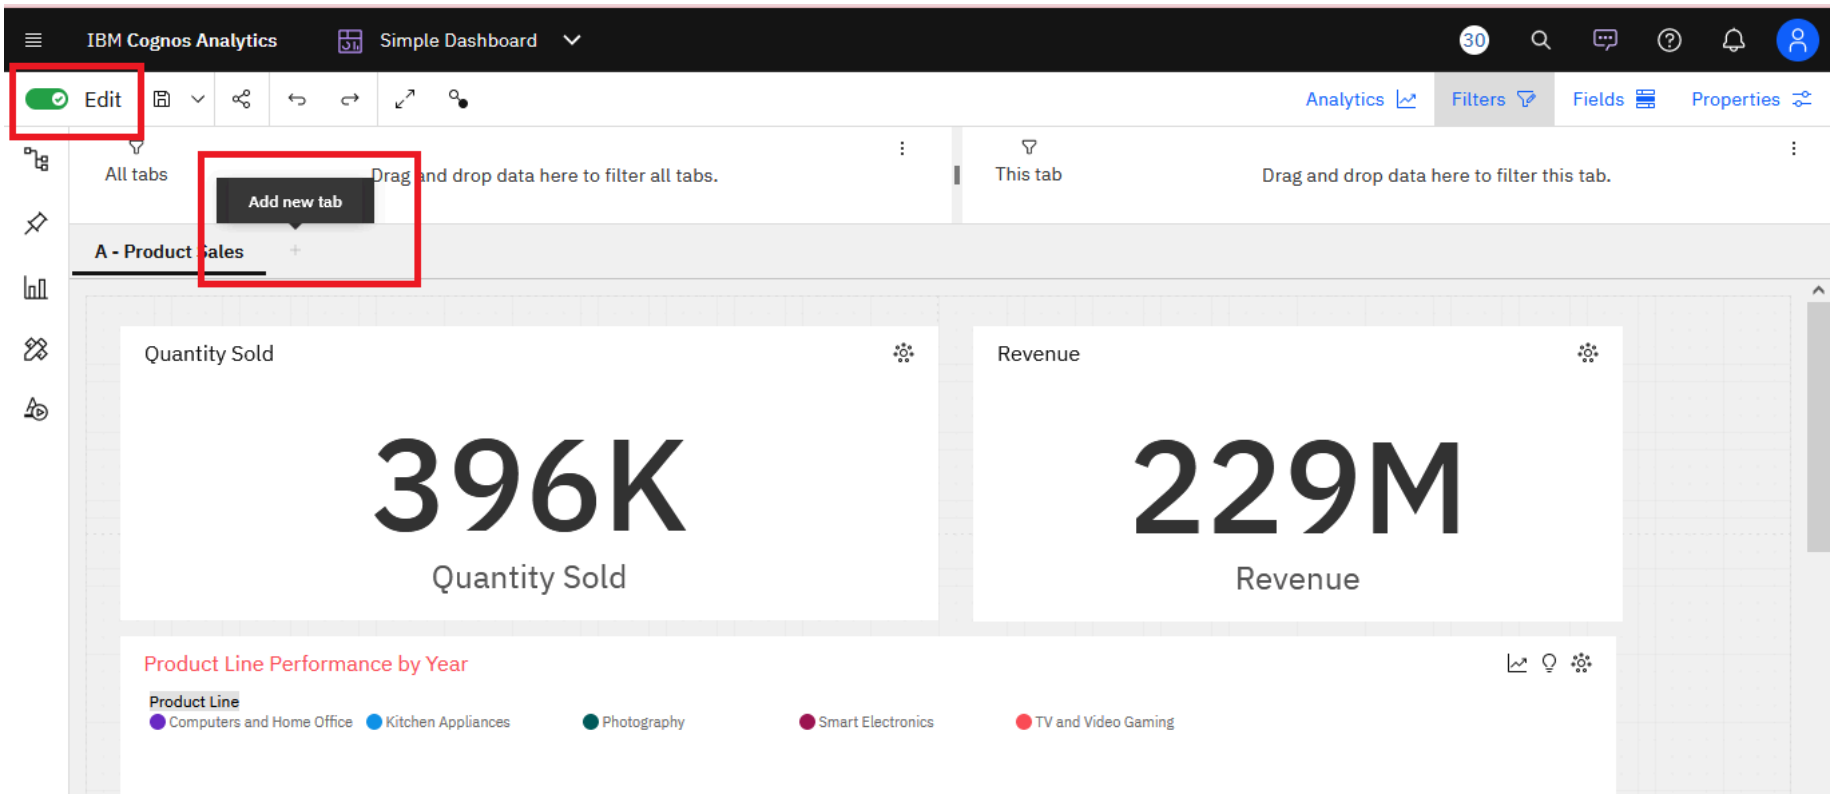 IBM Cognos Analytics
Simple Dashboard
30
Edit
Analytics
Filters
Fields
Properties
All tabs
Drag and drop data here to filter all tabs.
This tab
Drag and drop data here to filter this tab.
Add new tab
A - Product Sales
Quantity Sold
396K
Quantity Sold
Revenue
229M
Revenue
Product Line Performance by Year
Product Line
Computers and Home Office
Kitchen Appliances
Photography
Smart Electronics
TV and Video Gaming